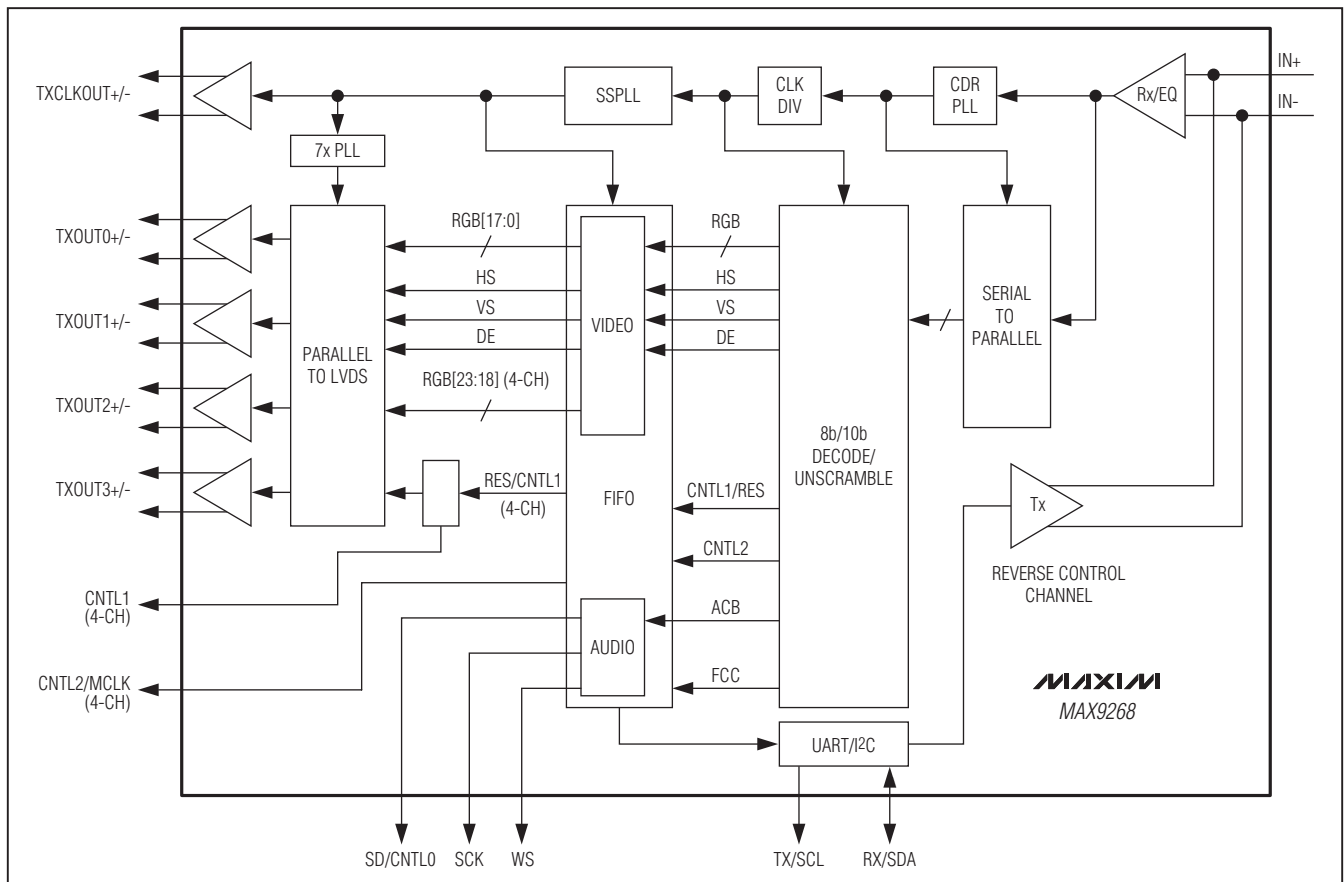 TXCLKOUT+/-
SSPLL
CLK
DIV
CDR
PLL
Rx/EQ
IN+
IN-
7x PLL
TXOUT0+/-
TXOUT1+/-
TXOUT2+/-
TXOUT3+/-
PARALLEL
TO LVDS
RGB[17:0]
HS
VS
DE
RGB[23:18] (4-CH)
RES/CNTL1
(4-CH)
VIDEO
FIFO
AUDIO
RGB
HS
VS
DE
CNTL1/RES
CNTL2
ACB
FCC
8b/10b
DECODE/
UNSCRAMBLE
SERIAL
TO
PARALLEL
Tx
REVERSE CONTROL
CHANNEL
CNTL1
(4-CH)
CNTL2/MCLK
(4-CH)
MAXIM
MAX9268
UART/I²C
SD/CNTL0
SCK
WS
TX/SCL
RX/SDA